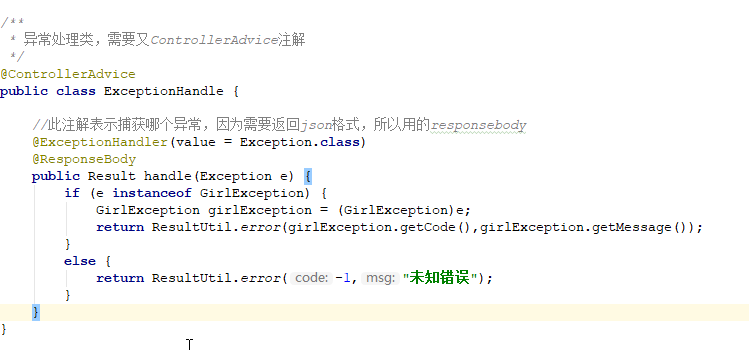 /**
 * 异常处理类，需要又ControllerAdvice注解
 */
@ControllerAdvice
public class ExceptionHandle {
    //此注解表示捕获哪个异常，因为需要返回json格式，所以用的responsebody
    @ExceptionHandler(value = Exception.class)
    @ResponseBody
    public Result handle(Exception e) {
        if (e instanceof GirlException) {
            GirlException girlException = (GirlException)e;
            return ResultUtil.error(girlException.getCode(),girlException.getMessage());
        }
        else {
            return ResultUtil.error( code: -1, msg: "未知错误");
        }
    }
}